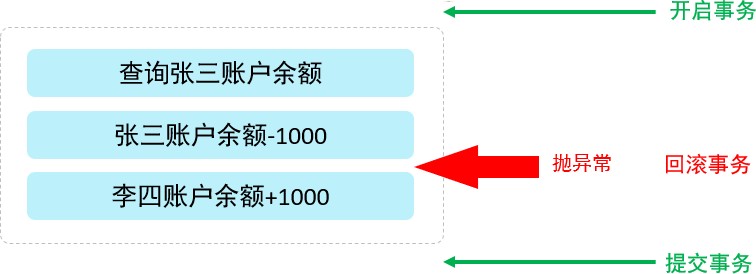 开启事务
查询张三账户余额
张三账户余额-1000
抛异常
回滚事务
李四账户余额+1000
提交事务